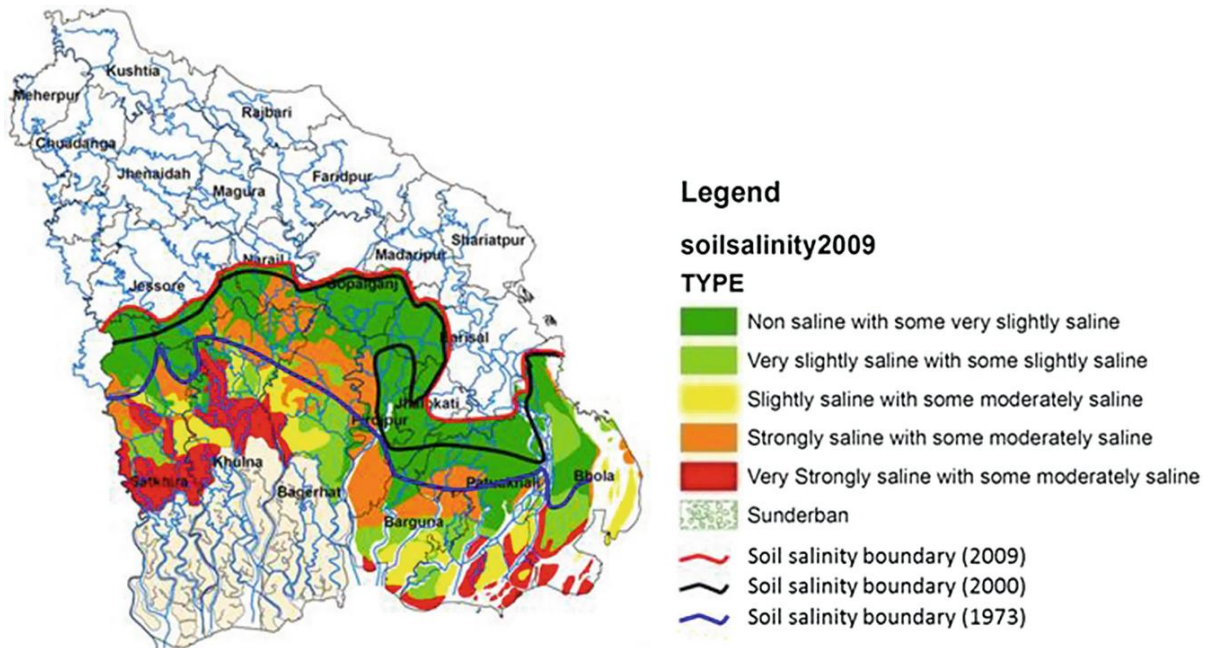 Kushtia
Meherpur
Rajbari
Chuadanga
Jhenaidah
Faridpur
Magura
Shariatpur
Madaripur
Narail
Jessore
Gopalganj
Barisal
Jhalokati
Pirojpur
Khulna
Satkhira
Bagerhat
Patuakhali
Bhola
Barguna
Legend
soilsalinity2009
TYPE
Non saline with some very slightly saline
Very slightly saline with some slightly saline
Slightly saline with some moderately saline
Strongly saline with some moderately saline
Very Strongly saline with some moderately saline
Sunderban
Soil salinity boundary (2009)
Soil salinity boundary (2000)
Soil salinity boundary (1973)